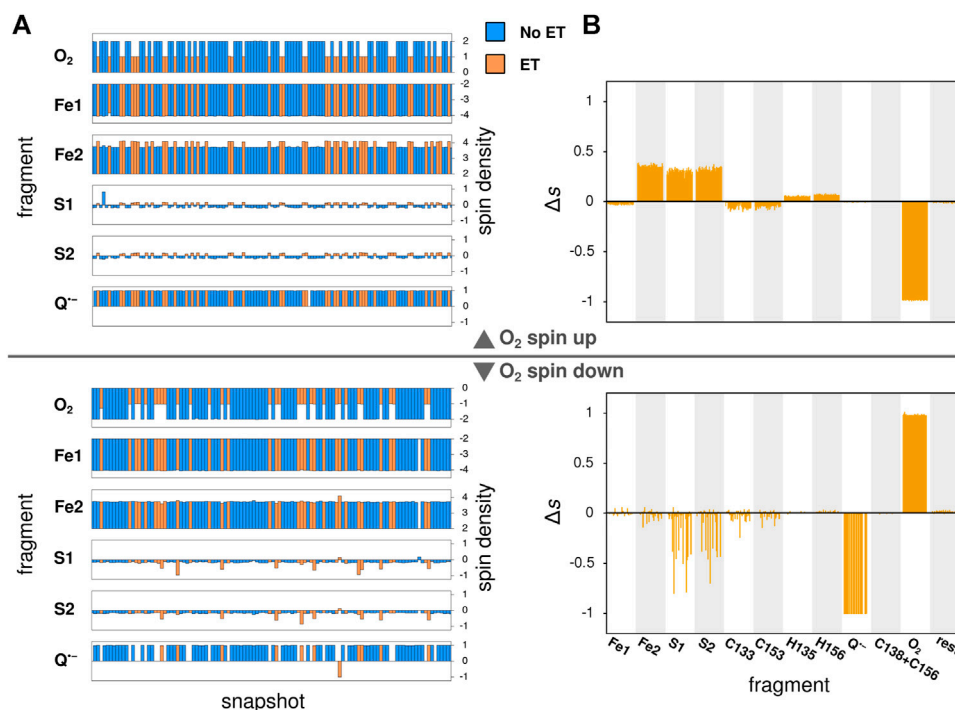 A
B
No ET
ET
O₂
Fe1
Fe2
S1
S2
Q•−
fragment
spin density
2
1
0
-2
-3
-4
4
3
2
1
0
-1
1
0
-1
1
0
-1
Δs
1
0.5
0
-0.5
-1
▲ O₂ spin up
▼ O₂ spin down
O₂
Fe1
Fe2
S1
S2
Q•−
fragment
spin density
0
-1
-2
-2
-3
-4
4
3
2
1
0
-1
1
0
-1
1
0
-1
snapshot
Δs
1
0.5
0
-0.5
-1
Fe1
Fe2
S1
S2
C133
C153
H135
H156
Q•−
C138+C156
O₂
fragment